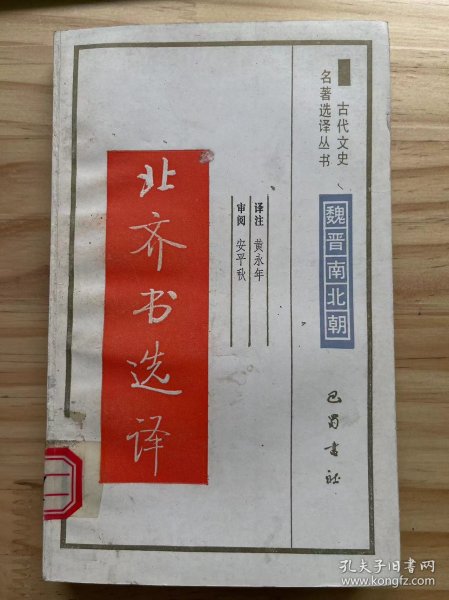 古代文史
名著选译丛书
魏晋南北朝
巴蜀书社
译注 黄永年
审阅 安平秋
北齐书选译
孔夫子旧书网
www.kongfz.com